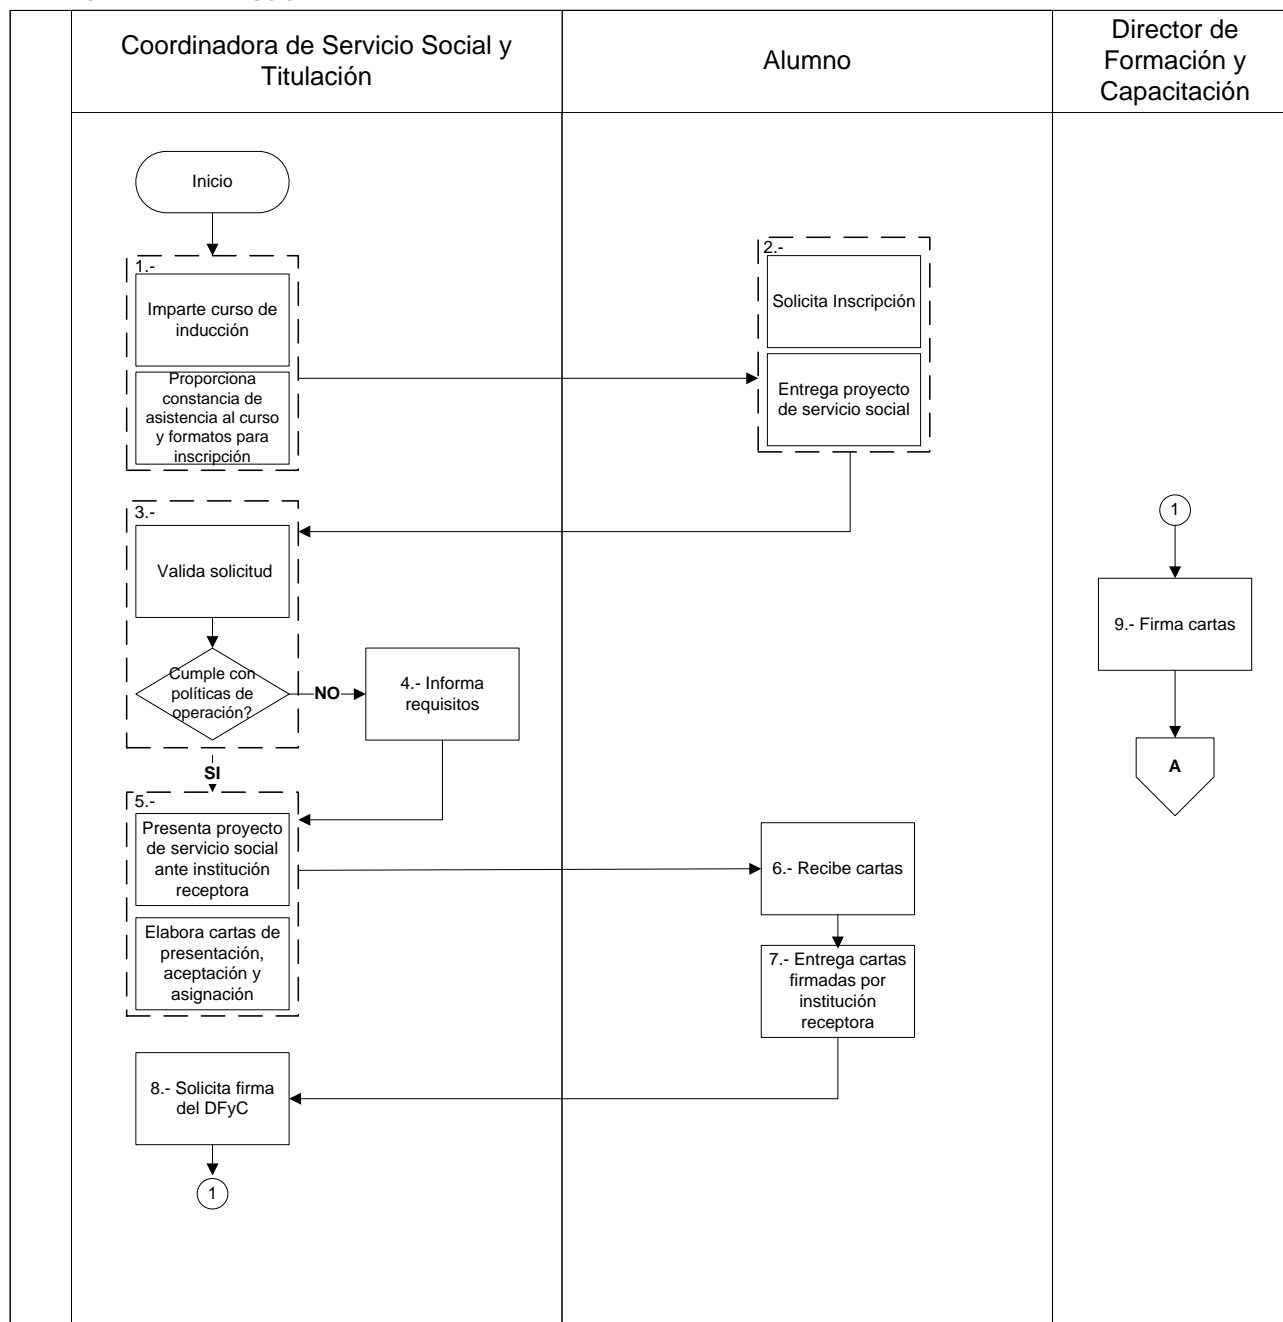 Coordinadora de Servicio Social y
Titulación
Alumno
Director de
Formación y
Capacitación
Inicio
1.-
Imparte curso de
inducción
Proporciona
constancia de
asistencia al curso
y formatos para
inscripción
2.-
Solicita Inscripción
Entrega proyecto
de servicio social
3.-
Valida solicitud
Cumple con
políticas de
operación?
NO
4.- Informa
requisitos
SI
5.-
Presenta proyecto
de servicio social
ante institución
receptora
Elabora cartas de
presentación,
aceptación y
asignación
6.- Recibe cartas
7.- Entrega cartas
firmadas por
institución
receptora
8.- Solicita firma
del DFyC
1
1
9.- Firma cartas
A